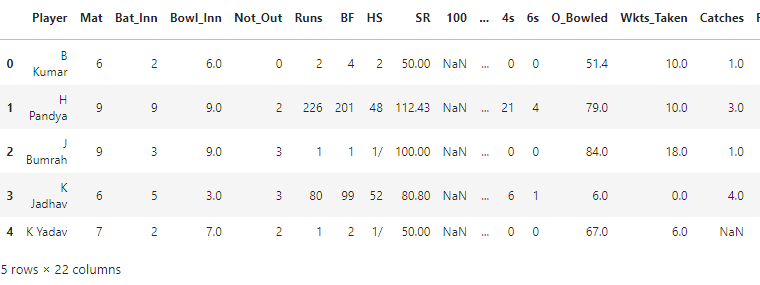 Player Mat Bat_Inn Bowl_Inn Not_Out Runs BF HS SR 100 ... 4s 6s O_Bowled Wkts_Taken Catches F
0 B Kumar 6 2 6.0 0 2 4 2 50.00 NaN ... 0 0 51.4 10.0 1.0
1 H Pandya 9 9 9.0 2 226 201 48 112.43 NaN ... 21 4 79.0 10.0 3.0
2 J Bumrah 9 3 9.0 3 1 1 1/ 100.00 NaN ... 0 0 84.0 18.0 1.0
3 K Jadhav 6 5 3.0 3 80 99 52 80.80 NaN ... 6 1 6.0 0.0 4.0
4 K Yadav 7 2 7.0 2 1 2 1/ 50.00 NaN ... 0 0 67.0 6.0 NaN
5 rows × 22 columns